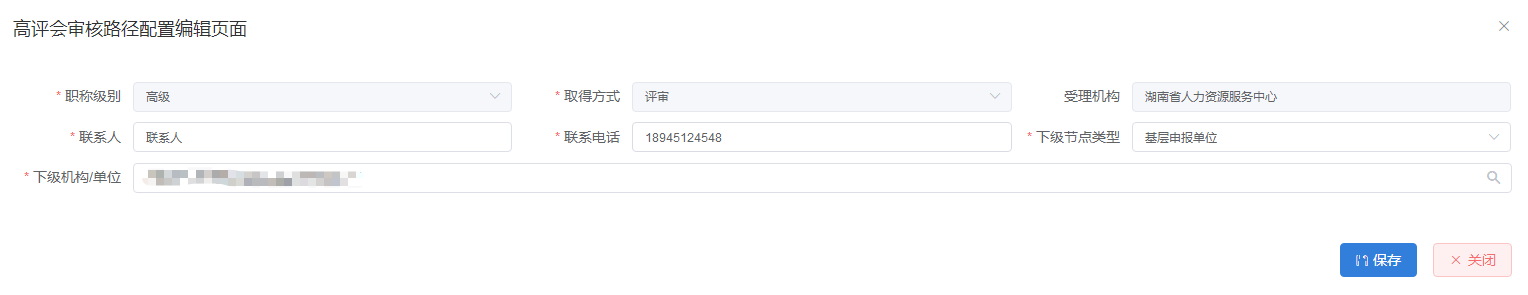 高评会审核路径配置编辑页面
* 职称级别 高级 * 取得方式 评审 受理机构 湖南省人力资源服务中心
* 联系人 联系人 * 联系电话 18945124548 * 下级节点类型 基层申报单位
* 下级机构/单位
保存 关闭